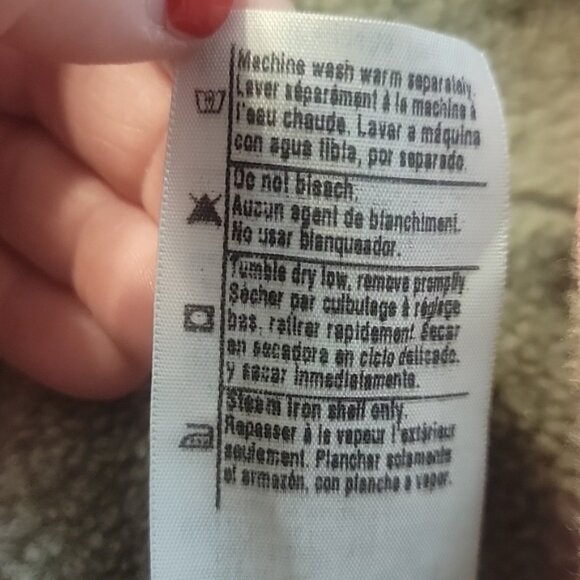 Machine wash warm separately.
Laver séparément à la machine à
l'eau chaude. Lavar a máquina
con agua tibia, por separado.
Do not bleach.
Aucun agent de blanchiment.
No usar blanqueador.
Tumble dry low, remove promptly
Sécher par culbutage à réglage
bas, retirer rapidement. Secar
en secadora en ciclo delicado.
y sacar inmediatamente.
Steam iron shell only.
Repasser à la vapeur l'extérieur
seulement. Planchar solamente
el armazón, con plancha a vapor.